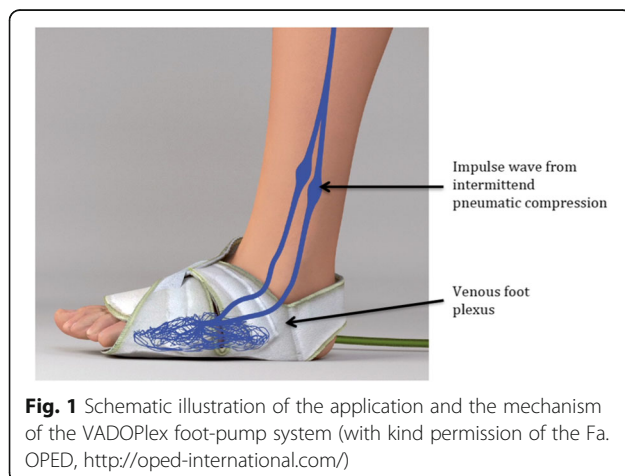 Impulse wave from
intermittend
pneumatic compression
Venous foot
plexus
Fig. 1 Schematic illustration of the application and the mechanism
of the VADOPlex foot-pump system (with kind permission of the Fa.
OPED, http://oped-international.com/)